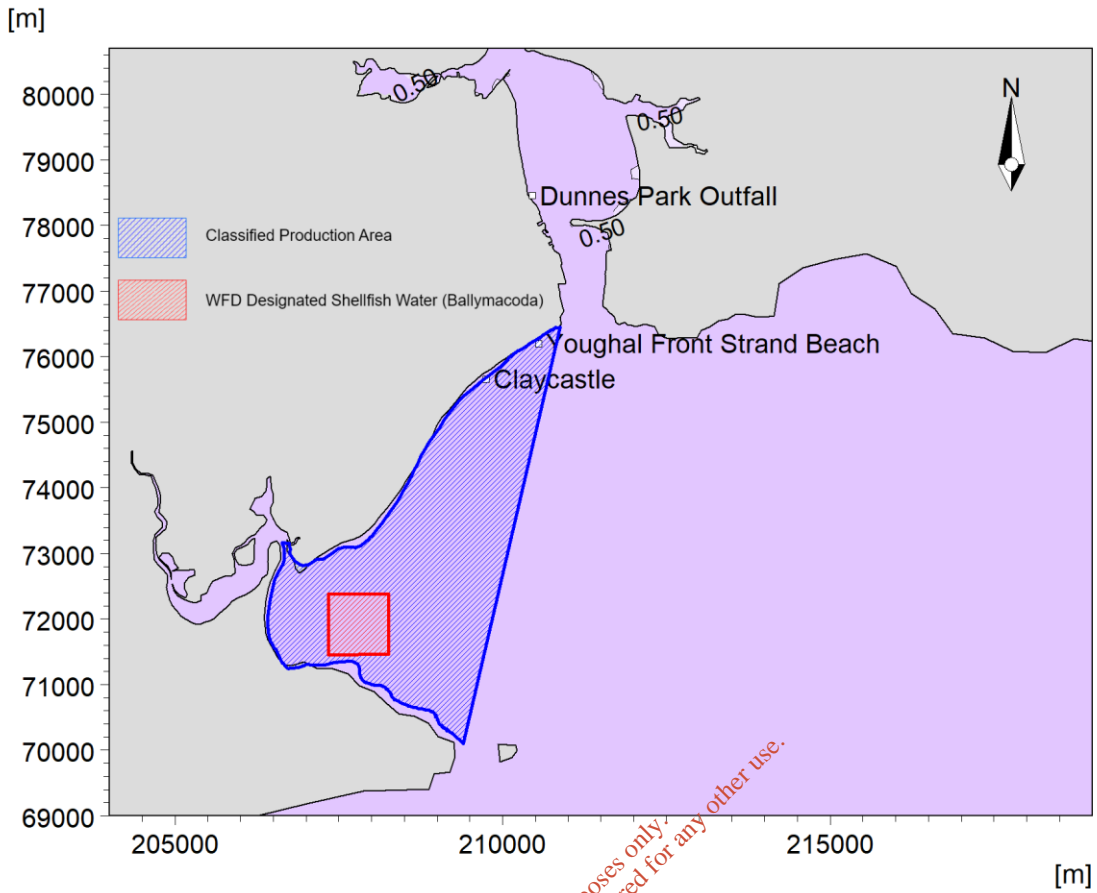 [m]
80000
79000
78000
77000
76000
75000
74000
73000
72000
71000
70000
69000
0.50
0.50
N
Dunnes Park Outfall
0.50
Classified Production Area
WFD Designated Shellfish Water (Ballymacoda)
Youghal Front Strand Beach
Claycastle
oses only.
red for any other use.
205000
210000
215000
[m]